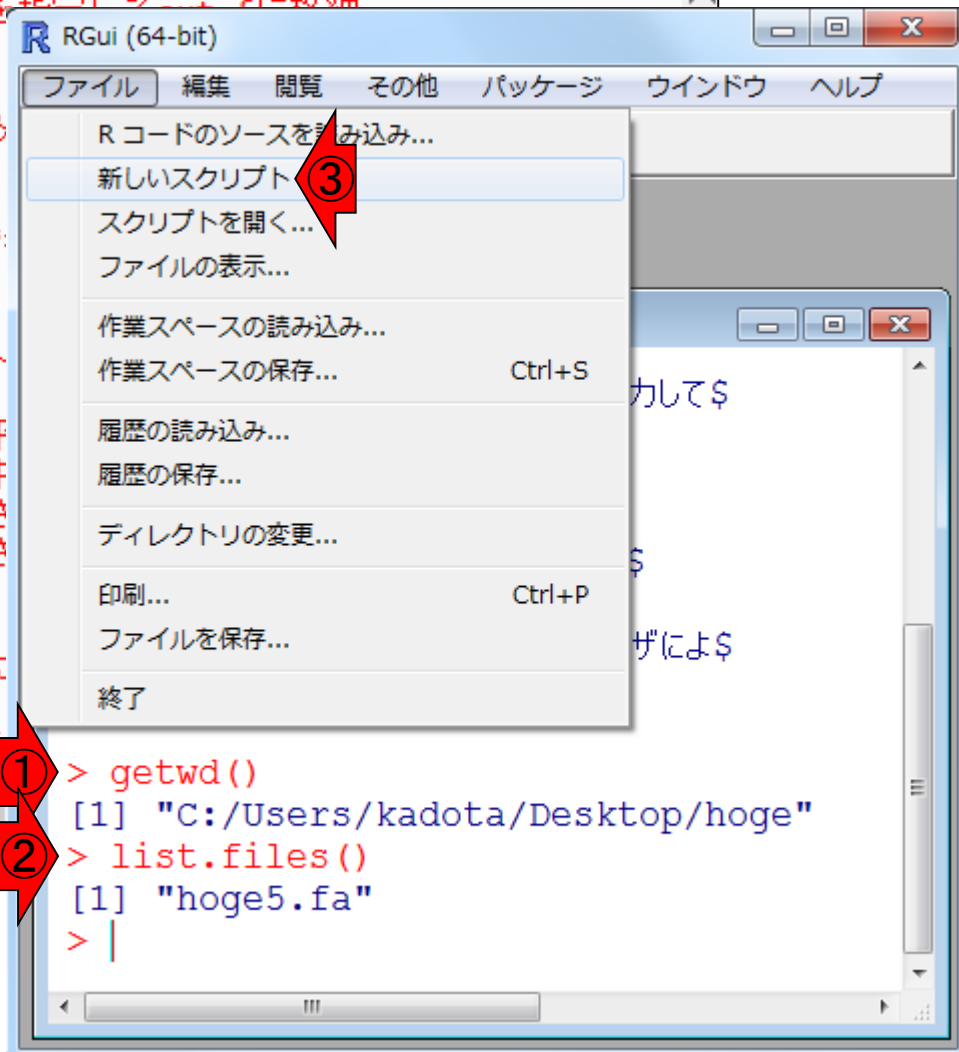 RGui (64-bit)
ファイル 編集 閲覧 その他 パッケージ ウインドウ ヘルプ
R コードのソースを読み込み...
新しいスクリプト ③
スクリプトを開く...
ファイルの表示...
作業スペースの読み込み...
作業スペースの保存... Ctrl+S
力して$
履歴の読み込み...
履歴の保存...
ディレクトリの変更...
$
印刷... Ctrl+P
ファイルを保存...
ザによ$
終了
① > getwd()
[1] "C:/Users/kadota/Desktop/hoge"
② > list.files()
[1] "hoge5.fa"
>